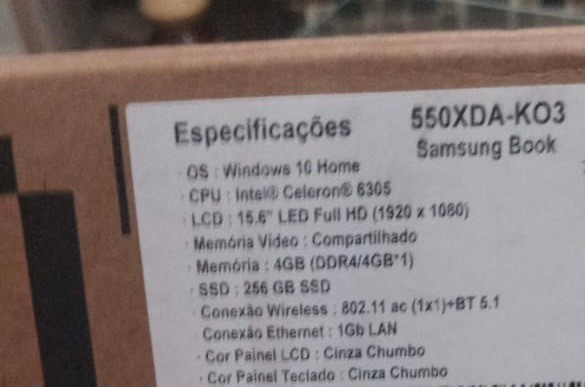 Especificações
550XDA-KO3
Samsung Book
· OS : Windows 10 Home
· CPU : Intel® Celeron® 6305
· LCD : 15.6" LED Full HD (1920 x 1080)
· Memória Vídeo : Compartilhado
· Memória : 4GB (DDR4/4GB*1)
· SSD : 256 GB SSD
· Conexão Wireless : 802.11 ac (1x1)+BT 5.1
· Conexão Ethernet : 1Gb LAN
· Cor Painel LCD : Cinza Chumbo
· Cor Painel Teclado : Cinza Chumbo